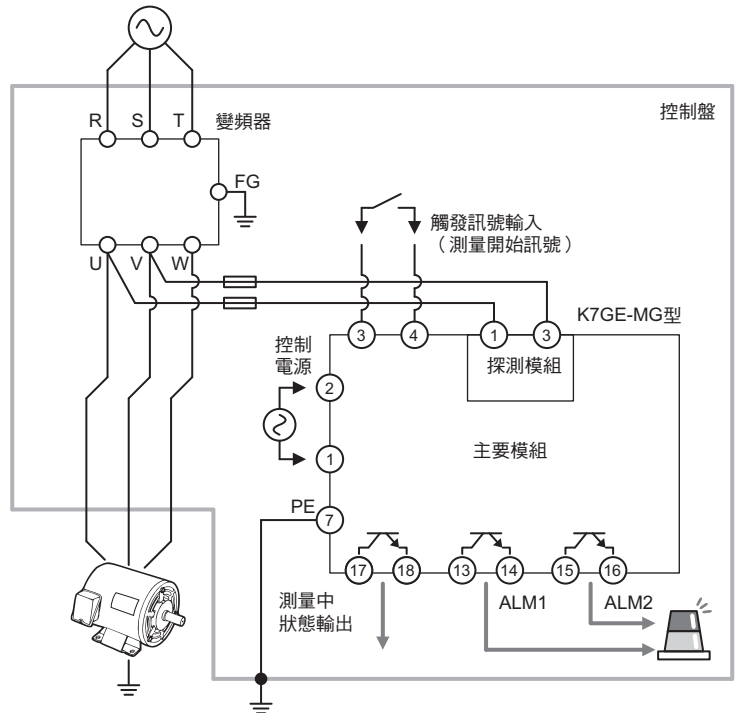 控制盤
R S T 變頻器
FG
U V W
觸發訊號輸入
（測量開始訊號）
K7GE-MG型
3 4 1 3
探測模組
控制
電源
2
主要模組
1
PE
7
17 18 13 14 15 16
測量中
狀態輸出
ALM1 ALM2